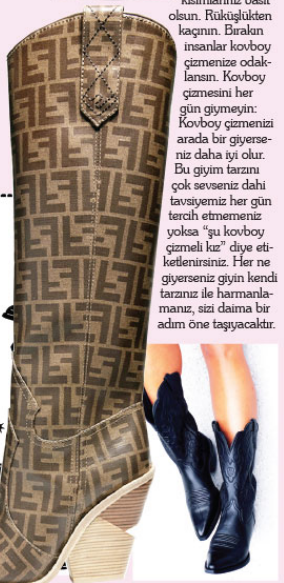 kısımlarınız basit
olsun. Rüküşlükten
kaçının. Bırakın
insanlar kovboy
çizmenize odak-
lansın. Kovboy
çizmesini her
gün giymeyin:
Kovboy çizmenizi
arada bir giyerse-
niz daha iyi olur.
Bu giyim tarzını
çok sevseniz dahi
tavsiyemiz her gün
tercih etmemeniz
yoksa “şu kovboy
çizmeli kız” diye eti-
ketlenirsiniz. Her ne
giyerseniz giyin kendi
tarzınız ile harmanla-
manız, sizi daima bir
adım öne taşıyacaktır.